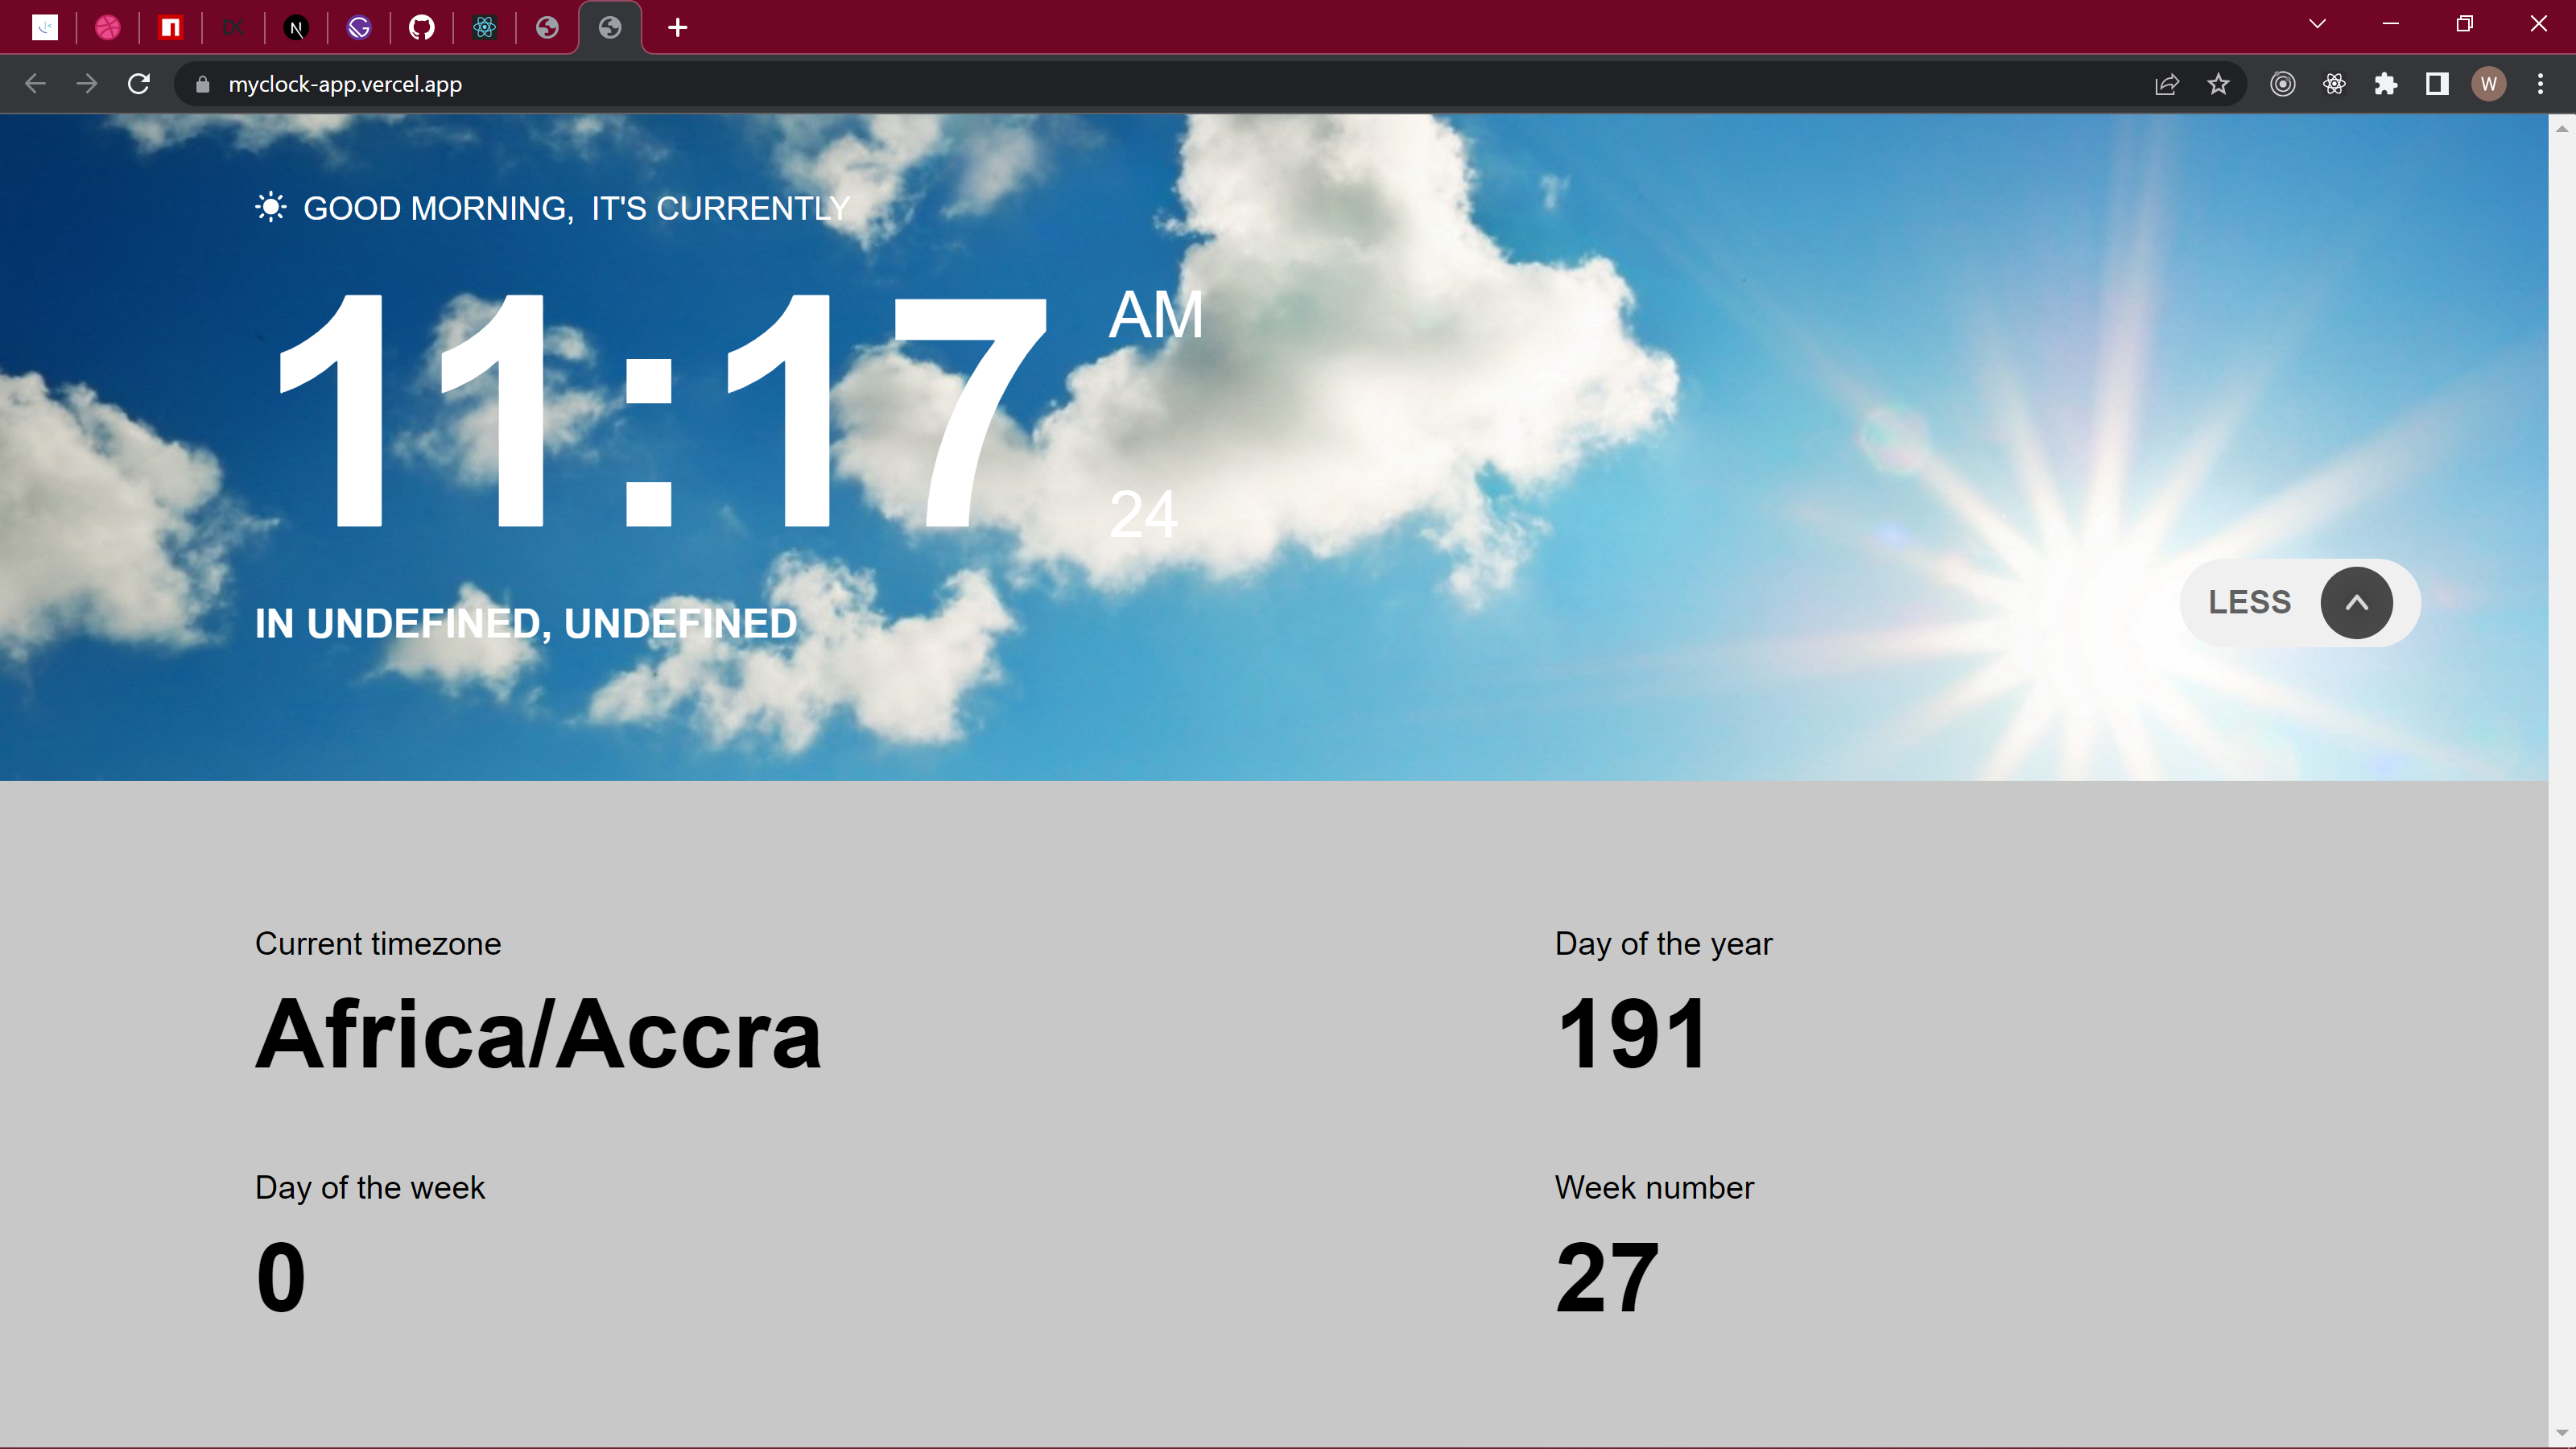 myclock-app.vercel.app
W
GOOD MORNING, IT'S CURRENTLY
11:17 AM
24
IN UNDEFINED, UNDEFINED
LESS
Current timezone
Africa/Accra
Day of the year
191
Day of the week
0
Week number
27